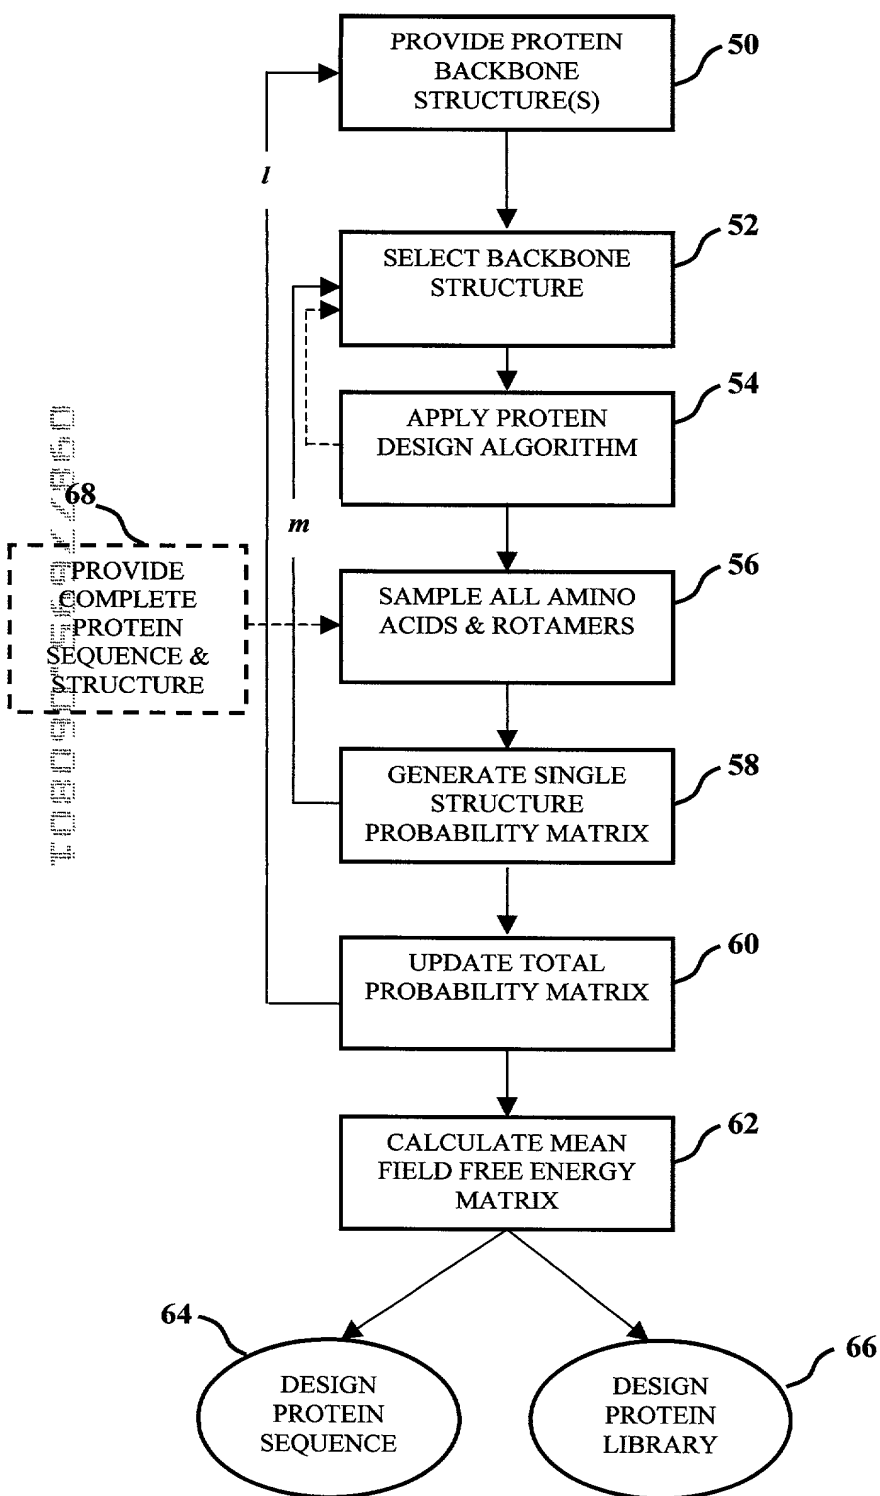 PROVIDE PROTEIN
BACKBONE
STRUCTURE(S)
50
l
SELECT BACKBONE
STRUCTURE
52
APPLY PROTEIN
DESIGN ALGORITHM
54
m
68
PROVIDE
COMPLETE
PROTEIN
SEQUENCE &
STRUCTURE
SAMPLE ALL AMINO
ACIDS & ROTAMERS
56
GENERATE SINGLE
STRUCTURE
PROBABILITY MATRIX
58
UPDATE TOTAL
PROBABILITY MATRIX
60
CALCULATE MEAN
FIELD FREE ENERGY
MATRIX
62
64
DESIGN
PROTEIN
SEQUENCE
66
DESIGN
PROTEIN
LIBRARY